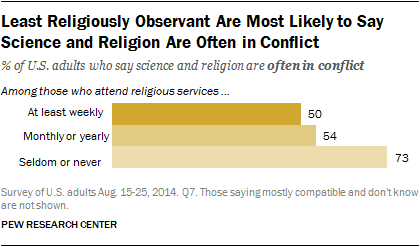 Least Religiously Observant Are Most Likely to Say
Science and Religion Are Often in Conflict
% of U.S. adults who say science and religion are often in conflict
Among those who attend religious services ...
At least weekly 50
Monthly or yearly 54
Seldom or never 73
Survey of U.S. adults Aug. 15-25, 2014. Q7. Those saying mostly compatible and don't know
are not shown.
PEW RESEARCH CENTER